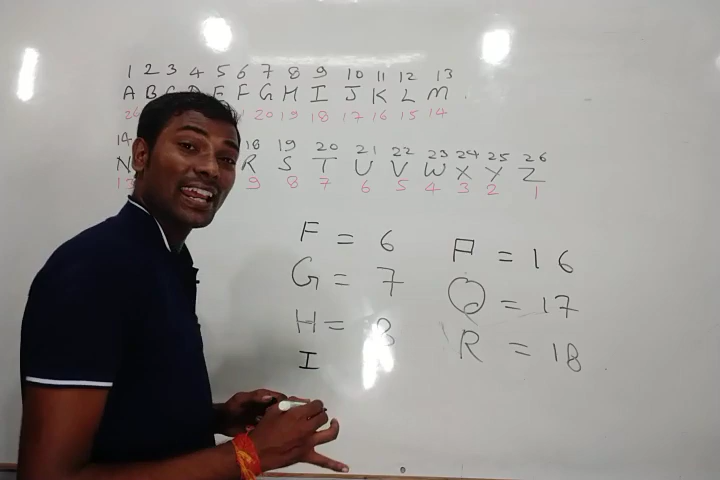 1 2 3 4 5 6 7 8 9 10 11 12 13
A B C D E F G H I J K L M
26 20 19 18 17 16 15 14
14 18 19 20 21 22 23 24 25 26
N R S T U V W X Y Z
13 9 8 7 6 5 4 3 2 1
F = 6
G = 7
H = 8
I
P = 16
Q = 17
R = 18